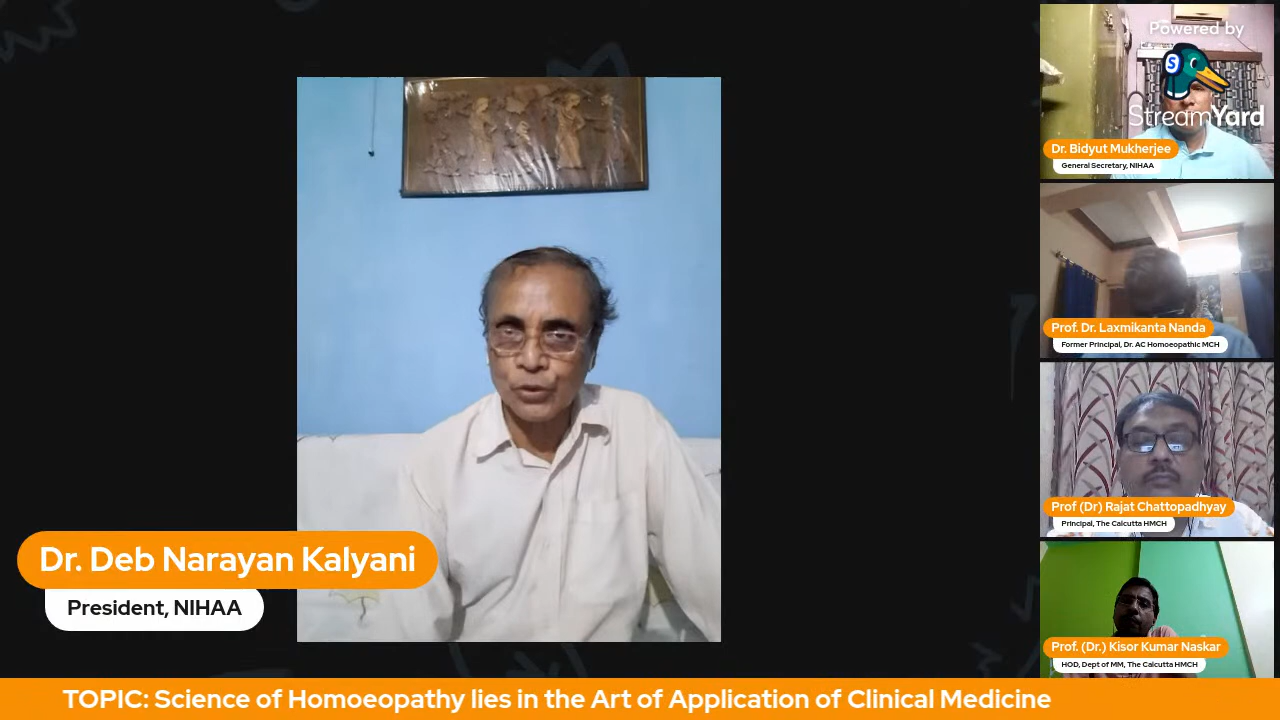 Powered by
StreamYard
Dr. Bidyut Mukherjee
General Secretary, NIHAA
Prof. Dr. Laxmikanta Nanda
Former Principal, Dr. AC Homoeopathic MCH
Prof (Dr) Rajat Chattopadhyay
Principal, The Calcutta HMCH
Prof. (Dr.) Kisor Kumar Naskar
HOD, Dept of MM, The Calcutta HMCH
Dr. Deb Narayan Kalyani
President, NIHAA
TOPIC: Science of Homoeopathy lies in the Art of Application of Clinical Medicine